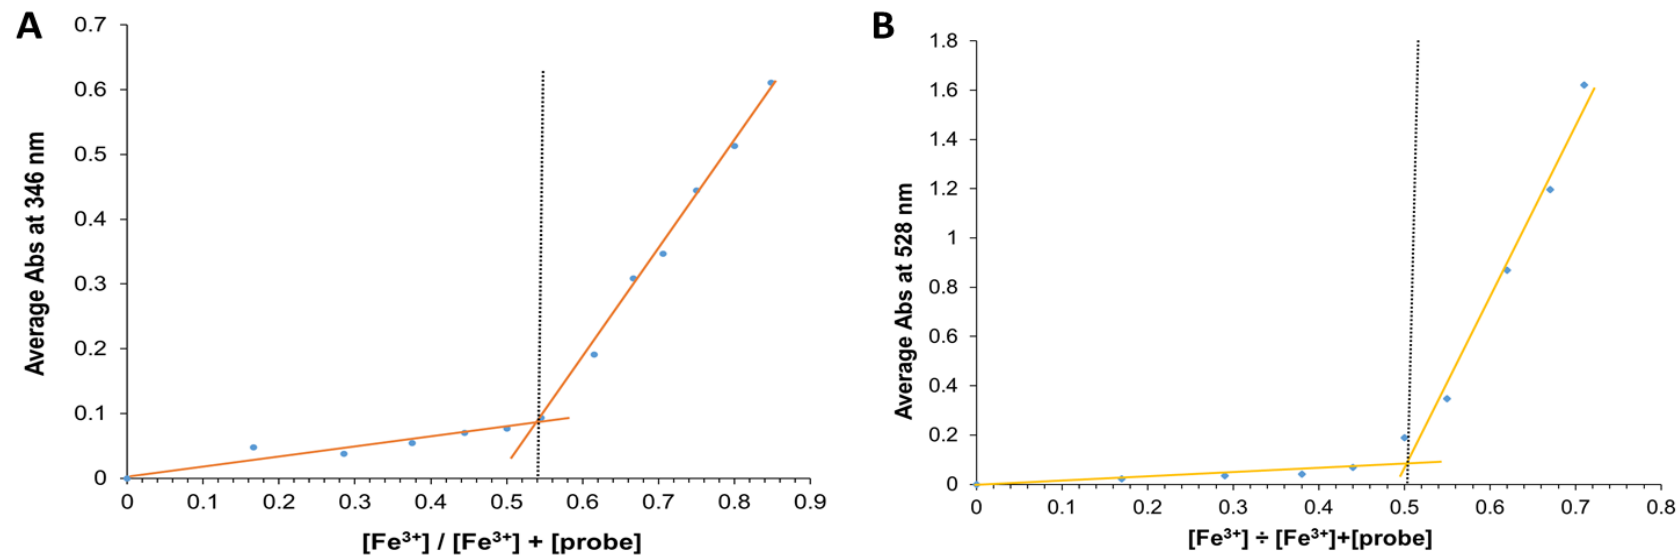 A
0.7
0.6
0.5
0.4
0.3
0.2
0.1
0
0 0.1 0.2 0.3 0.4 0.5 0.6 0.7 0.8 0.9
Average Abs at 346 nm
[Fe³⁺] / [Fe³⁺] + [probe]
B
1.8
1.6
1.4
1.2
1
0.8
0.6
0.4
0.2
0
0 0.1 0.2 0.3 0.4 0.5 0.6 0.7 0.8
Average Abs at 528 nm
[Fe³⁺] ÷ [Fe³⁺]+[probe]